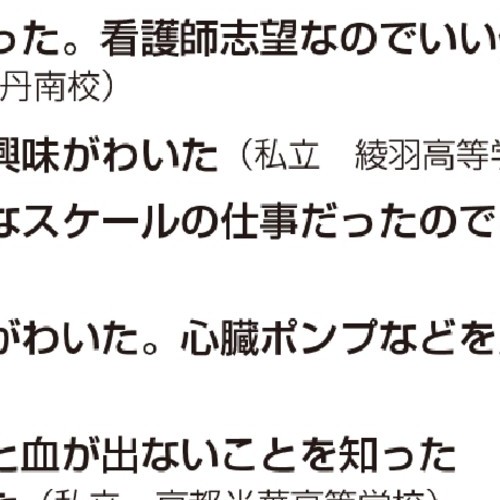 った。看護師志望なのでいい
丹南校）
興味がわいた（私立　綾羽高等学
なスケールの仕事だったので
がわいた。心臓ポンプなどを
と血が出ないことを知った
た（私立　京都光華高等学校）